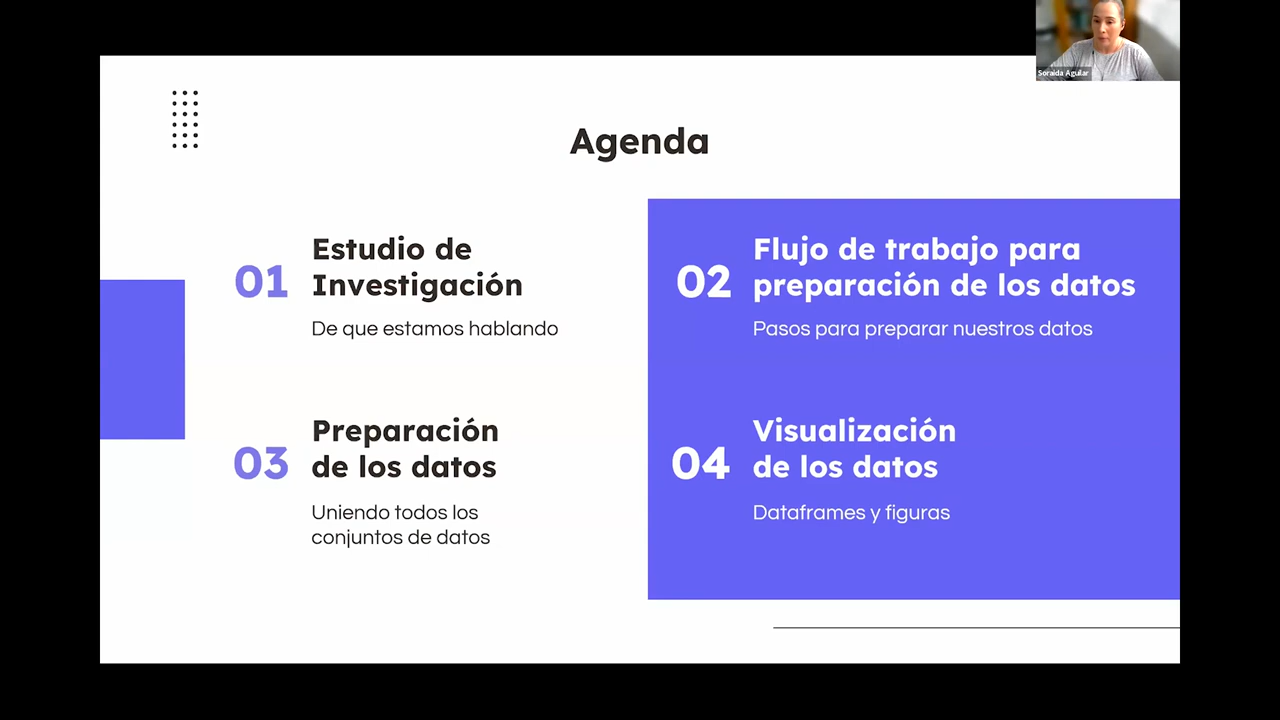 Soraida Aguilar
Agenda
01
Estudio de
Investigación
De que estamos hablando
02
Flujo de trabajo para
preparación de los datos
Pasos para preparar nuestros datos
03
Preparación
de los datos
Uniendo todos los
conjuntos de datos
04
Visualización
de los datos
Dataframes y figuras